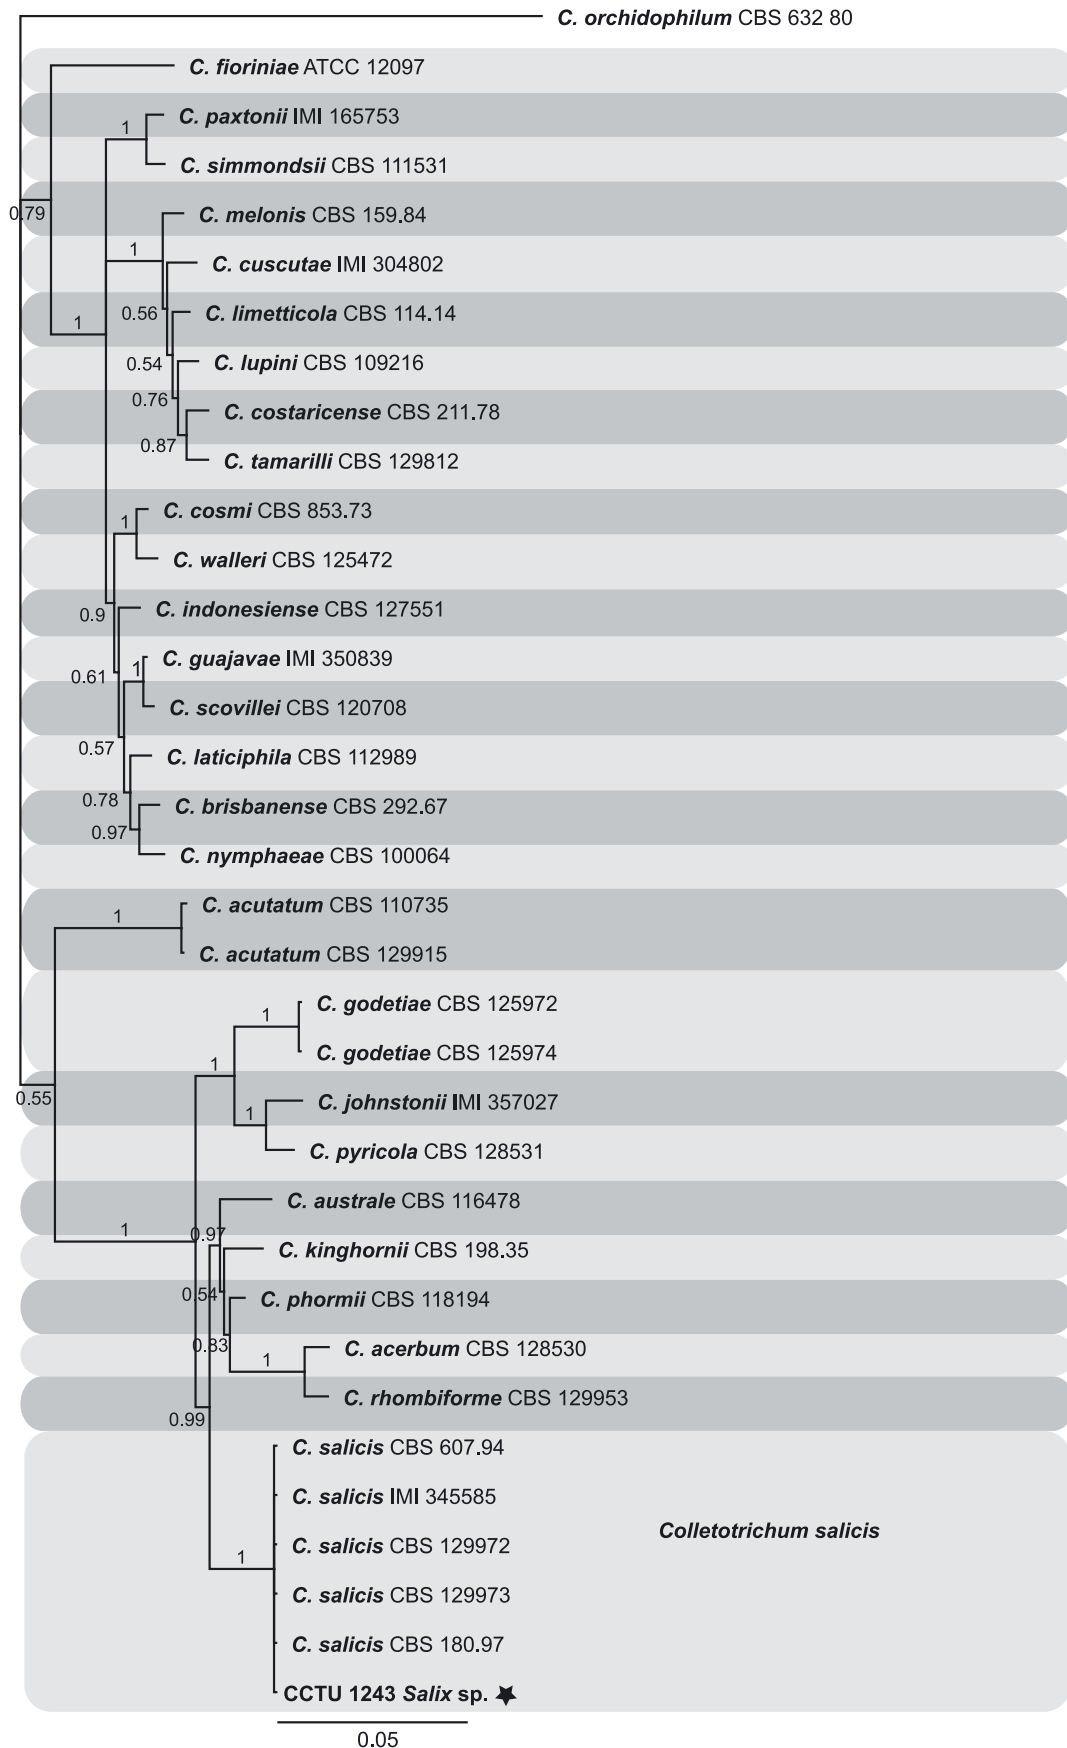 C. orchidophilum CBS 632 80
C. fioriniae ATCC 12097
1
C. paxtonii IMI 165753
C. simmondsii CBS 111531
0.79
C. melonis CBS 159.84
1
C. cuscutae IMI 304802
0.56
C. limetticola CBS 114.14
1
0.54
C. lupini CBS 109216
0.76
C. costaricense CBS 211.78
0.87
C. tamarilli CBS 129812
C. cosmi CBS 853.73
1
C. walleri CBS 125472
0.9
C. indonesiense CBS 127551
C. guajavae IMI 350839
1
0.61
C. scovillei CBS 120708
0.57
C. laticiphila CBS 112989
0.78
C. brisbanense CBS 292.67
0.97
C. nymphaeae CBS 100064
C. acutatum CBS 110735
1
C. acutatum CBS 129915
C. godetiae CBS 125972
1
C. godetiae CBS 125974
1
0.55
C. johnstonii IMI 357027
1
C. pyricola CBS 128531
C. australe CBS 116478
1
0.97
C. kinghornii CBS 198.35
0.54
C. phormii CBS 118194
0.83
C. acerbum CBS 128530
1
C. rhombiforme CBS 129953
0.99
C. salicis CBS 607.94
C. salicis IMI 345585
Colletotrichum salicis
C. salicis CBS 129972
1
C. salicis CBS 129973
C. salicis CBS 180.97
CCTU 1243 Salix sp. ★
0.05